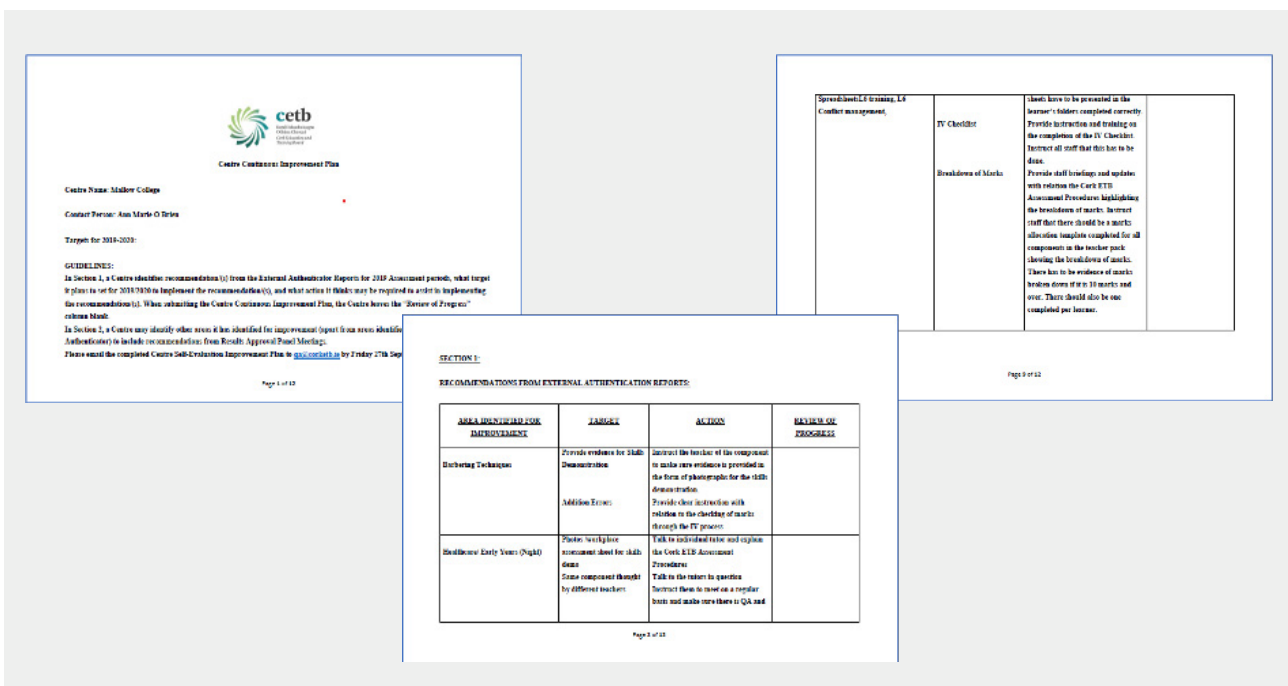 cetb
Centre Continuous Improvement Plan
Centre Name: Mallow College
Contact Person: Ann Marie O Brien
Targets for 2019-2020:
GUIDELINES:
In Section 1, a Centre identifies recommendation/(s) from the External Authenticator Reports for 2019 Assessment periods, what target
it plans to set for 2019/2020 to implement the recommendation/(s), and what action it thinks may be required to assist in implementing
the recommendation/(s). When submitting the Centre Continuous Improvement Plan, the Centre leaves the "Review of Progress"
column blank.
In Section 2, a Centre may identify other areas it has identified for improvement (apart from areas identifie
Authenticator) to include recommendations from Results Approval Panel Meetings.
Please email the completed Centre Self-Evaluation Improvement Plan to by Friday 27th Sep
Page 1 of 12
SECTION 1:
RECOMMENDATIONS FROM EXTERNAL AUTHENTICATION REPORTS:
AREA IDENTIFIED FOR IMPROVEMENT
TARGET
ACTION
REVIEW OF PROGRESS
Barbering Techniques
Provide evidence for Skills
Demonstration
Instruct the teacher of the component
to make sure evidence is provided in
the form of photographs for the skills
demonstration
Addition Errors
Provide clear instruction with
relation to the checking of marks
through the IV process
Healthcare/ Early Years (Night)
Photos /workplace
assessment sheet for skills
demo
Same component thought
by different teachers
Talk to individual tutor and explain
the Cork ETB Assessment
Procedures
Talk to the tutors in question
Instruct them to meet on a regular
basis and make sure there is QA and
Page 2 of 12
Spreadsheets L6 training, L6
Conflict management,
sheets have to be presented in the
learner's folders completed correctly.
IV Checklist
Provide instruction and training on
the completion of the IV Checklist.
Instruct all staff that this has to be
done.
Breakdown of Marks
Provide staff briefings and updates
with relation the Cork ETB
Assessment Procedures highlighting
the breakdown of marks. Instruct
staff that there should be a marks
allocation template completed for all
components in the teacher pack
showing the breakdown of marks.
There has to be evidence of marks
broken down if it is 10 marks and
over. There should also be one
completed per learner.
Page 9 of 12